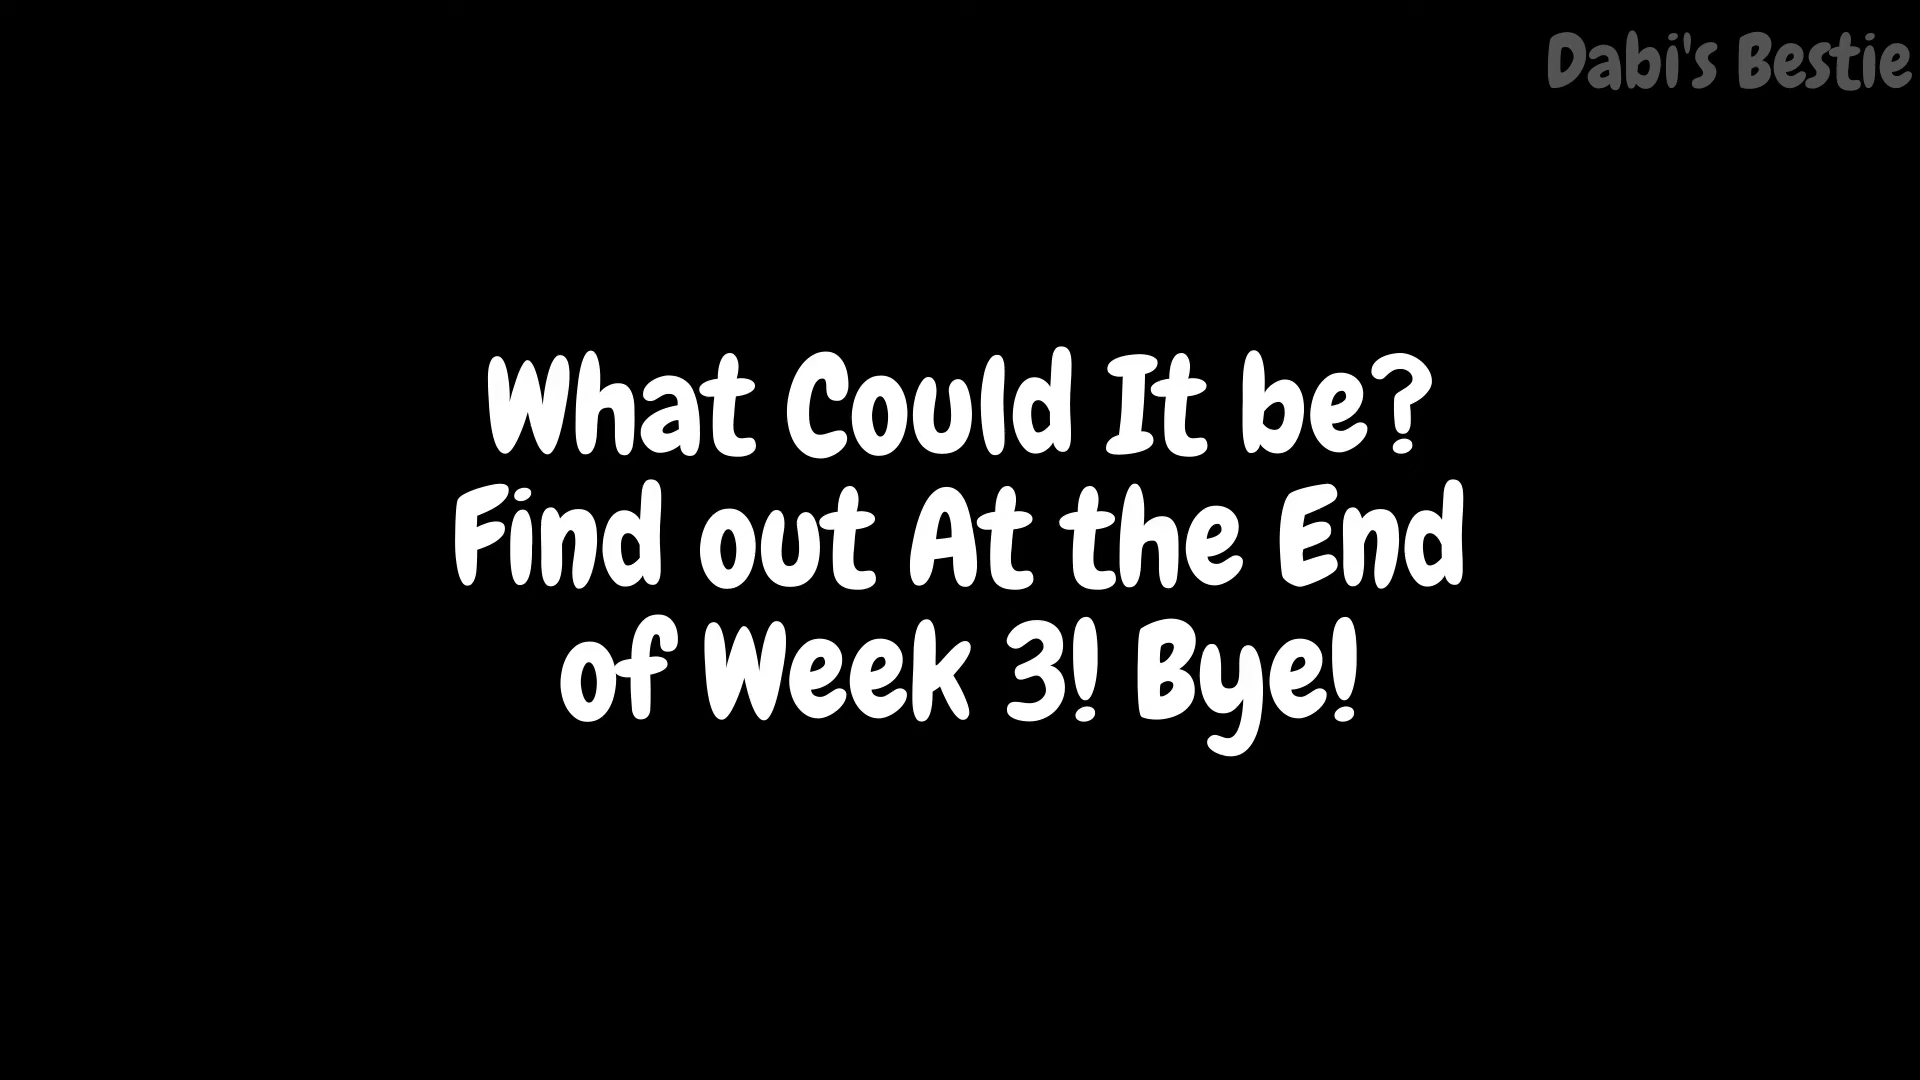 Dabi's Bestie
What Could It be?
Find out At the End
of Week 3! Bye!